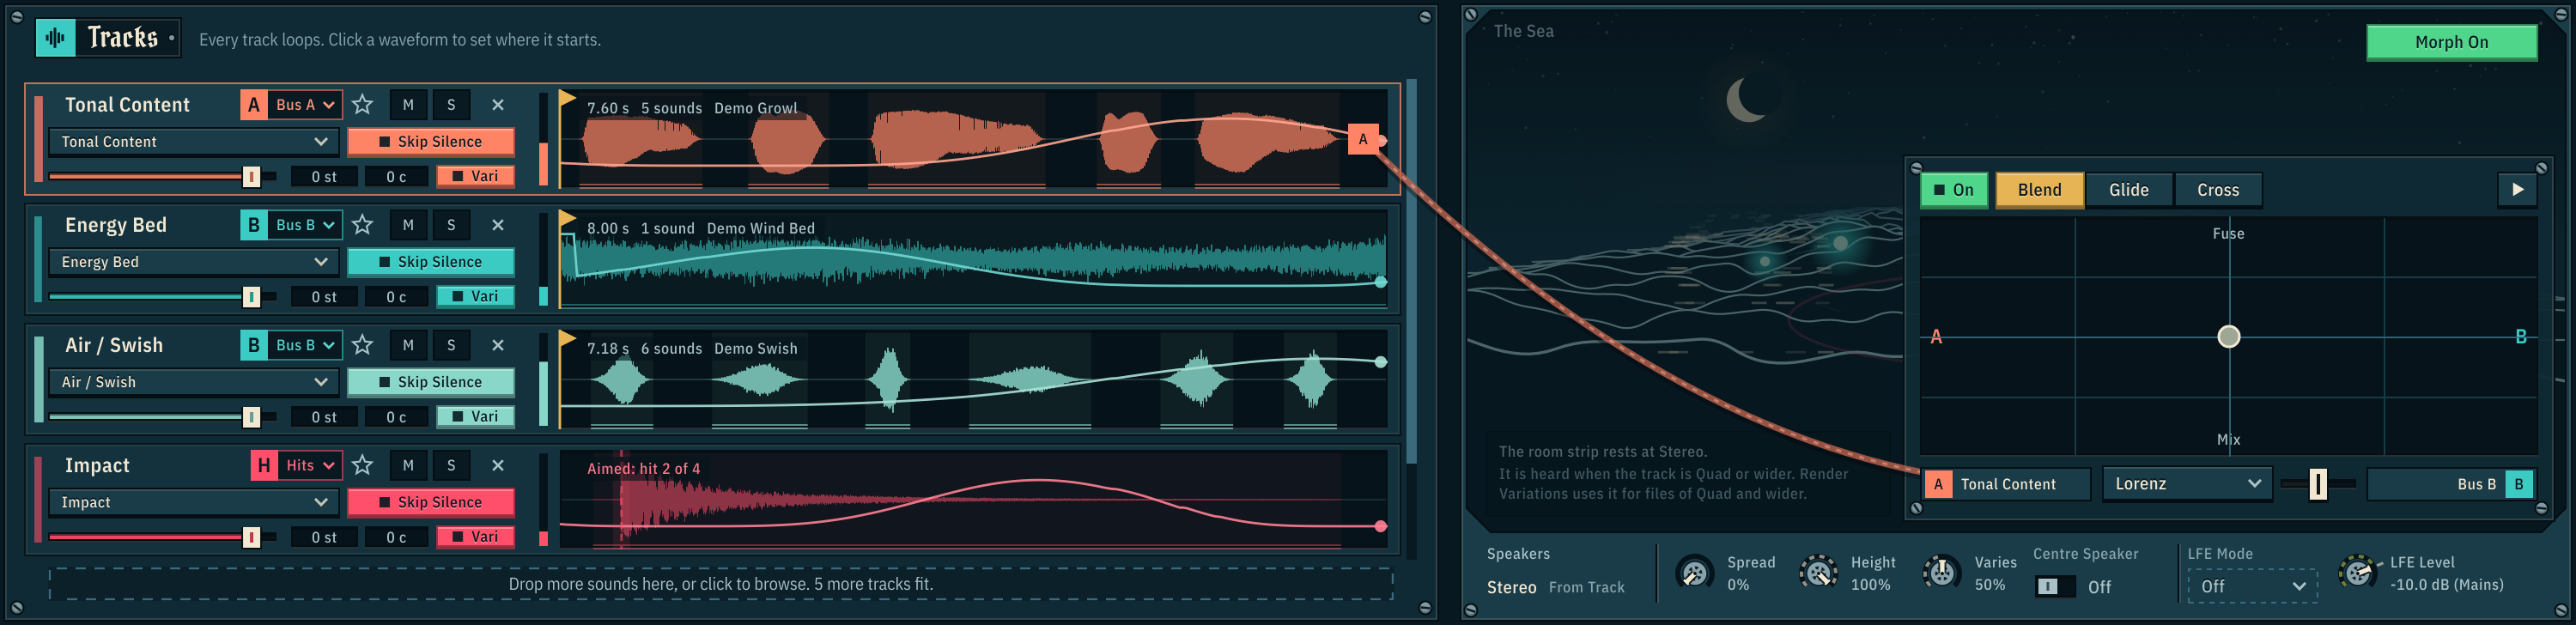 Tracks
Every track loops. Click a waveform to set where it starts.
Tonal Content
A Bus A
M S ×
Tonal Content
Skip Silence
0 st 0 c Vari
7.60 s 5 sounds Demo Growl
A
Energy Bed
B Bus B
M S ×
Energy Bed
Skip Silence
0 st 0 c Vari
8.00 s 1 sound Demo Wind Bed
Air / Swish
B Bus B
M S ×
Air / Swish
Skip Silence
0 st 0 c Vari
7.18 s 6 sounds Demo Swish
Impact
H Hits
M S ×
Impact
Skip Silence
0 st 0 c Vari
Aimed: hit 2 of 4
Drop more sounds here, or click to browse. 5 more tracks fit.
The Sea
Morph On
On Blend Glide Cross
Fuse
A B
Mix
A Tonal Content Lorenz Bus B B
The room strip rests at Stereo.
It is heard when the track is Quad or wider. Render
Variations uses it for files of Quad and wider.
Speakers
Stereo From Track
Spread
0%
Height
100%
Varies
50%
Centre Speaker
Off
LFE Mode
Off
LFE Level
-10.0 dB (Mains)